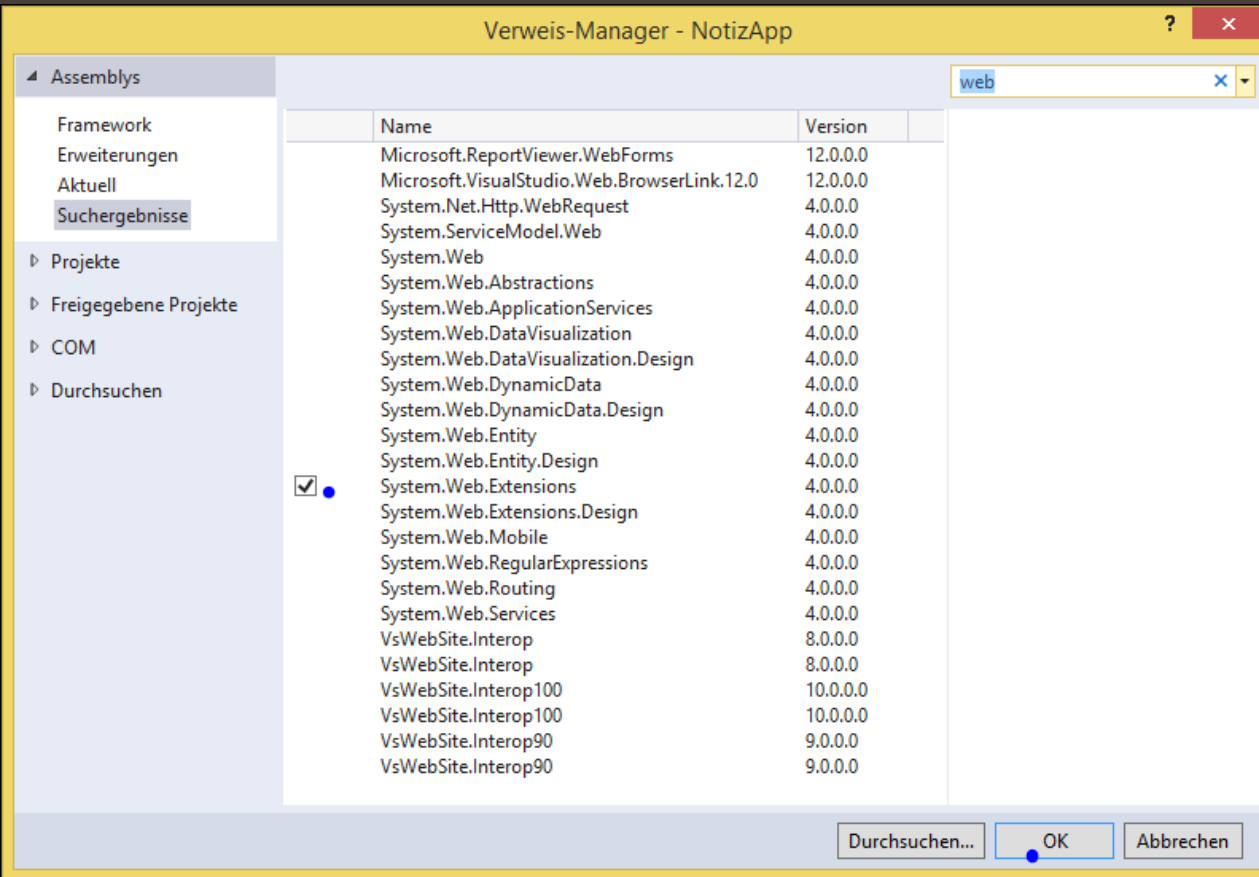 Verweis-Manager - NotizApp
?
Assemblys
web
Framework
Erweiterungen
Aktuell
Suchergebnisse
Projekte
Freigegebene Projekte
COM
Durchsuchen
Name Version
Microsoft.ReportViewer.WebForms 12.0.0.0
Microsoft.VisualStudio.Web.BrowserLink.12.0 12.0.0.0
System.Net.Http.WebRequest 4.0.0.0
System.ServiceModel.Web 4.0.0.0
System.Web 4.0.0.0
System.Web.Abstractions 4.0.0.0
System.Web.ApplicationServices 4.0.0.0
System.Web.DataVisualization 4.0.0.0
System.Web.DataVisualization.Design 4.0.0.0
System.Web.DynamicData 4.0.0.0
System.Web.DynamicData.Design 4.0.0.0
System.Web.Entity 4.0.0.0
System.Web.Entity.Design 4.0.0.0
System.Web.Extensions 4.0.0.0
System.Web.Extensions.Design 4.0.0.0
System.Web.Mobile 4.0.0.0
System.Web.RegularExpressions 4.0.0.0
System.Web.Routing 4.0.0.0
System.Web.Services 4.0.0.0
VsWebSite.Interop 8.0.0.0
VsWebSite.Interop 8.0.0.0
VsWebSite.Interop100 10.0.0.0
VsWebSite.Interop100 10.0.0.0
VsWebSite.Interop90 9.0.0.0
VsWebSite.Interop90 9.0.0.0
Durchsuchen... OK Abbrechen